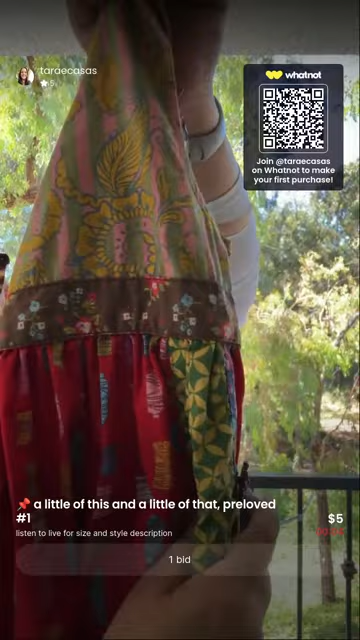 taraecasas
5
whatnot
Join @taraecasas
on Whatnot to make
your first purchase!
📌 a little of this and a little of that, preloved
#1
$5
listen to live for size and style description
1 bid